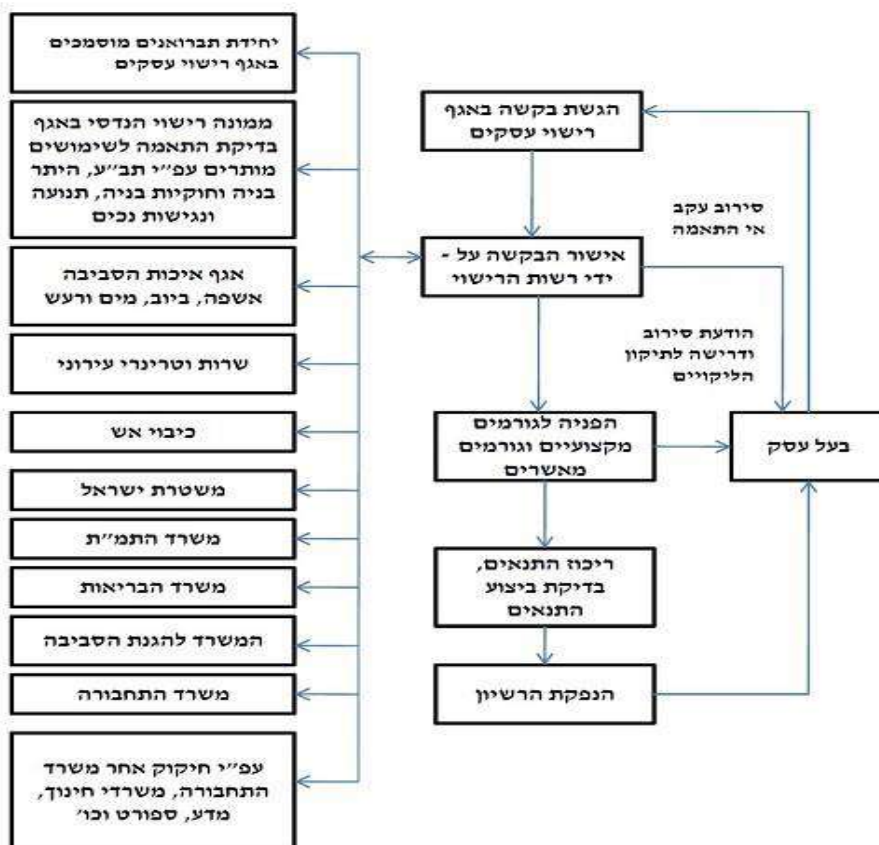 הגשת בקשה באגף
רישוי עסקים
סירוב עקב
אי התאמה
אישור הבקשה על -
ידי רשות הרישוי
הודעת סירוב
ודרישה לתיקון
הליקויים
בעל עסק
הפניה לגורמים
מקצועיים וגורמים
מאשרים
ריכוז התנאים,
בדיקת ביצוע
התנאים
הנפקת הרשיון
יחידת תברואנים מוסמכים
באגף רישוי עסקים
ממונה רישוי הנדסי באגף
בדיקת התאמה לשימושים
מותרים עפ״י תב״ע, היתר
בניה וחוקיות בניה, תנועה
ונגישות נכים
אגף איכות הסביבה
אשפה, ביוב, מים ורעש
שרות וטרינרי עירוני
כיבוי אש
משטרת ישראל
משרד התמ״ת
משרד הבריאות
המשרד להגנת הסביבה
משרד התחבורה
עפ״י חיקוק אחר משרד
התחבורה, משרדי חינוך,
מדע, ספורט וכו׳